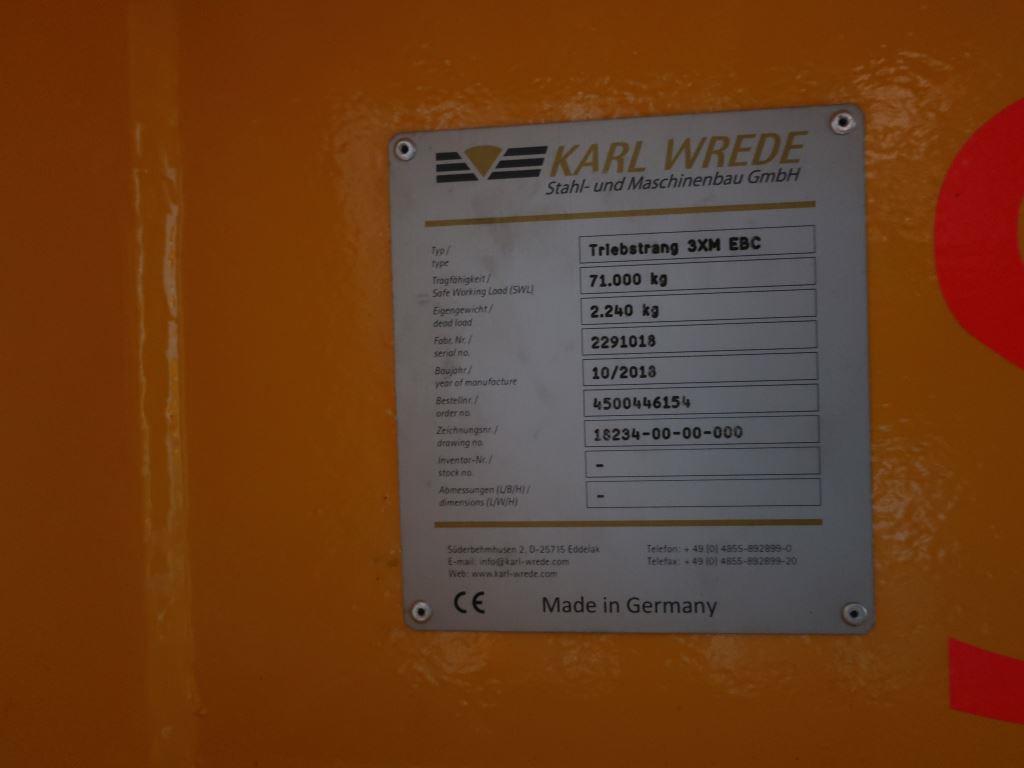 KARL WREDE
Stahl- und Maschinenbau GmbH
Typ /
type
Triebstrang 3XM EBC
Tragfähigkeit /
Safe Working Load (SWL)
71.000 kg
Eigengewicht /
dead load
2.240 kg
Fabr. Nr. /
serial no.
2291018
Baujahr /
year of manufacture
10/2018
Bestellnr. /
order no.
4500446154
Zeichnungsnr. /
drawing no.
18234-00-00-000
Inventar-Nr. /
stock no.
-
Abmessungen (L/B/H) /
dimensions (L/W/H)
-
Süderbehmhusen 2, D-25715 Eddelak
E-mail: info@karl-wrede.com
Web: www.karl-wrede.com
Telefon: + 49 (0) 4855-892899-0
Telefax: + 49 (0) 4855-892899-20
CE Made in Germany